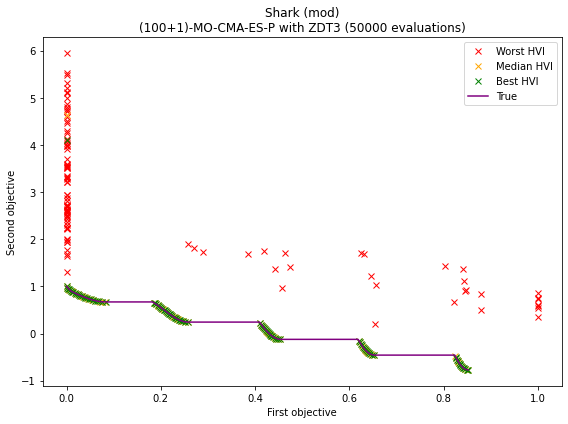 Shark (mod)
(100+1)-MO-CMA-ES-P with ZDT3 (50000 evaluations)
Worst HVI
Median HVI
Best HVI
True
Second objective
6
5
4
3
2
1
0
−1
0.0 0.2 0.4 0.6 0.8 1.0
First objective